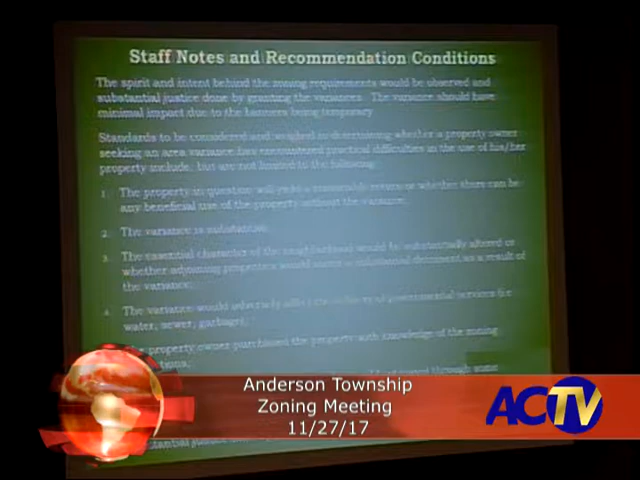 Staff Notes and Recommendation Conditions
The spirit and intent behind the zoning requirements would be observed and
substantial justice done by granting the variances. The variance should have
minimal impact due to the banners being temporary
Standards to be considered and weighed in determining whether a property owner
seeking an area variance has encountered practical difficulties in the use of his/her
property include, but are not limited to the following:
1. The property in question will yield a reasonable return or whether there can be
any beneficial use of the property without the variance.
2. The variance is substantial.
3. The essential character of the neighborhood would be substantially altered or
whether adjoining properties would suffer a substantial detriment as a result of
the variance;
4. The variance would adversely affect the delivery of governmental services (ie
water, sewer, garbage);
property owner purchased the property with knowledge of the zoning
through some
Anderson Township
Zoning Meeting
11/27/17
ACTV